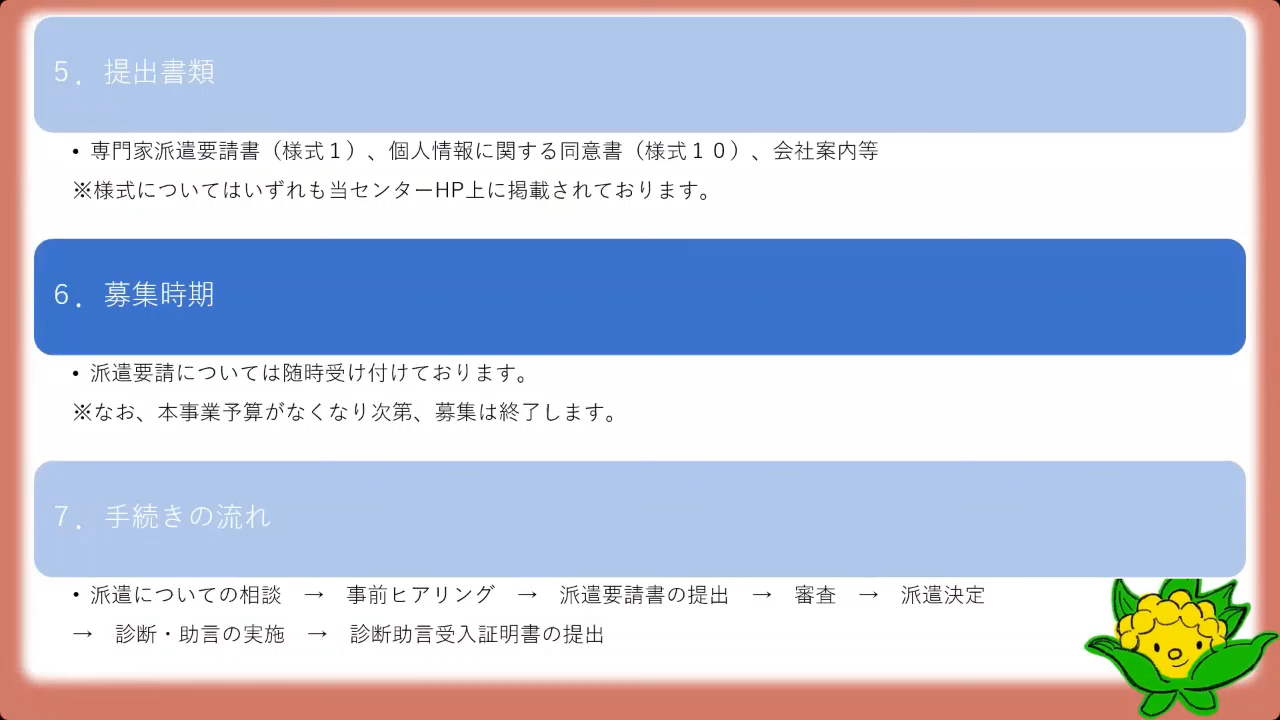 ５．提出書類
• 専門家派遣要請書（様式１）、個人情報に関する同意書（様式１０）、会社案内等
※様式についてはいずれも当センターHP上に掲載されております。
６．募集時期
• 派遣要請については随時受け付けております。
※なお、本事業予算がなくなり次第、募集は終了します。
７．手続きの流れ
• 派遣についての相談　→　事前ヒアリング　→　派遣要請書の提出　→　審査　→　派遣決定
→　診断・助言の実施　→　診断助言受入証明書の提出